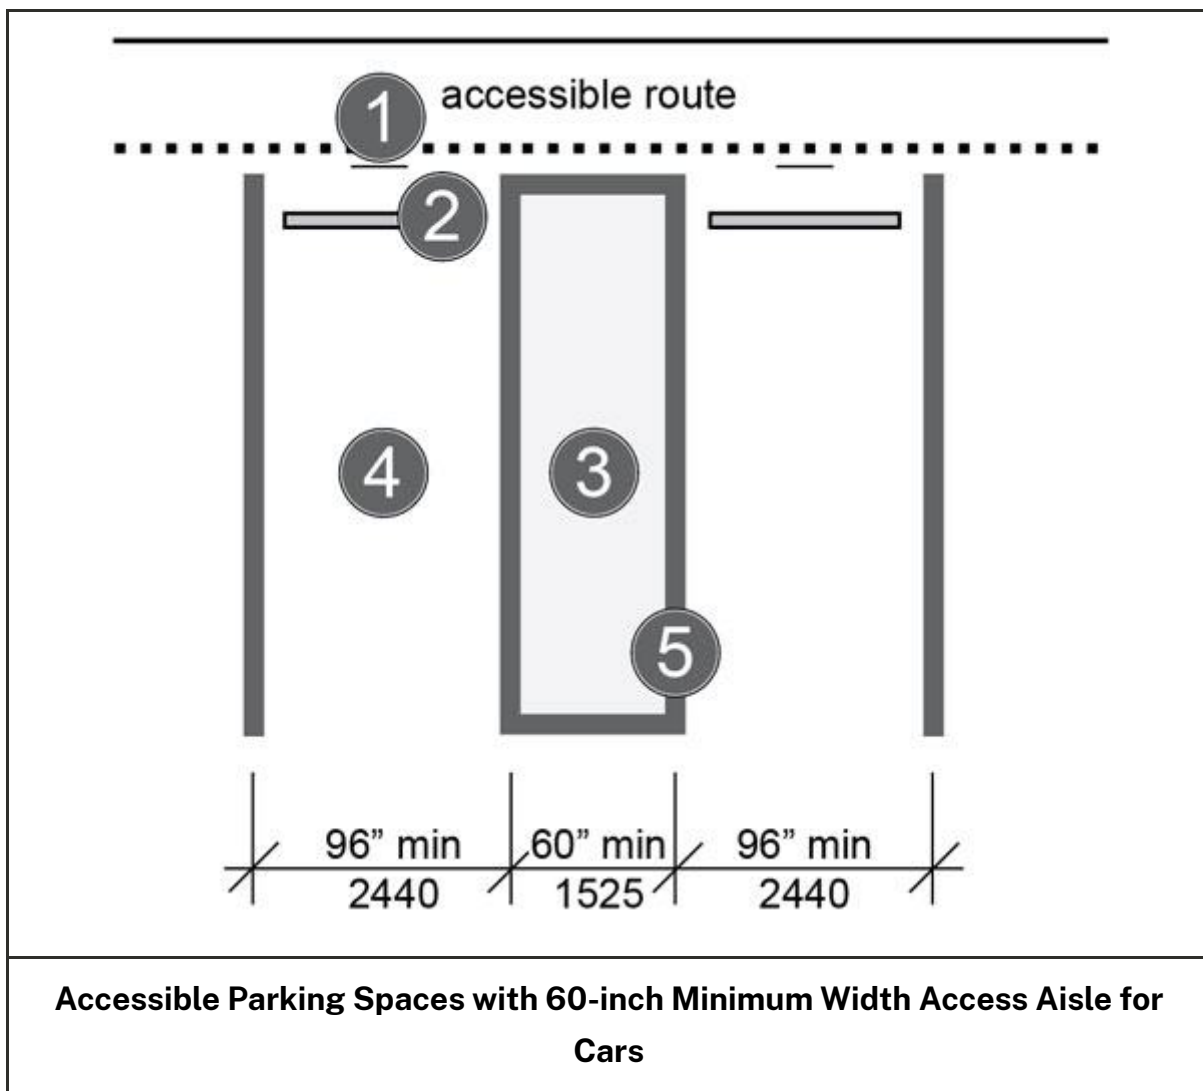 1
accessible route
2
4
3
5
96” min
60” min
96” min
2440
1525
2440
Accessible Parking Spaces with 60-inch Minimum Width Access Aisle for
Cars